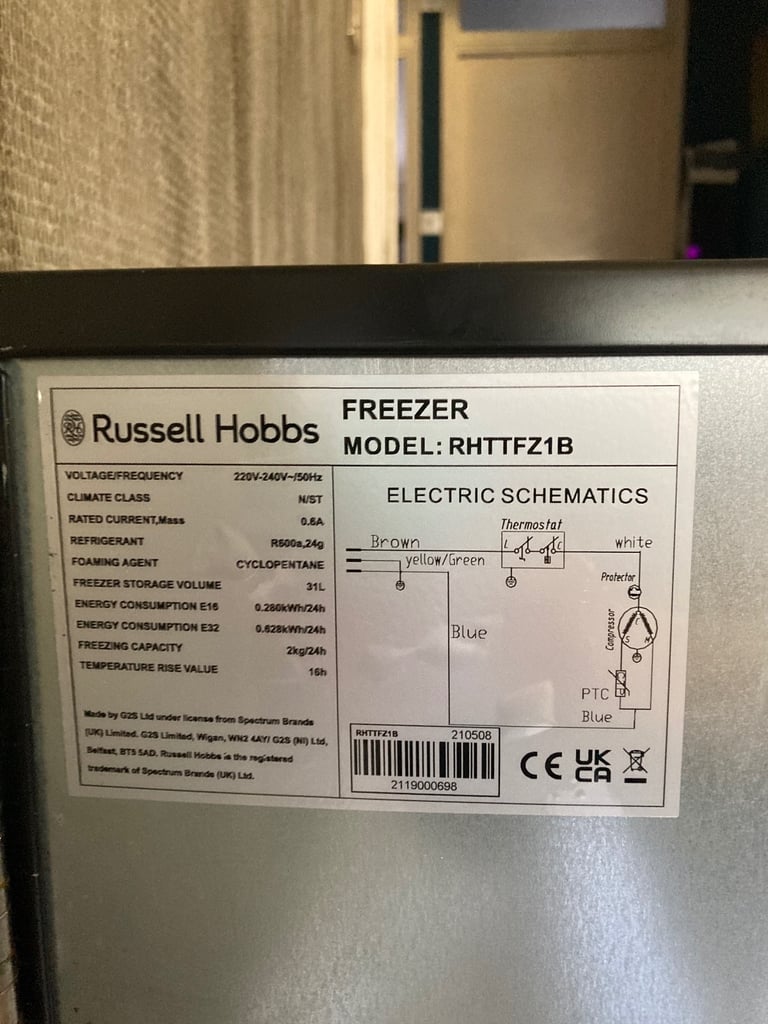 Russell Hobbs
FREEZER
MODEL: RHTTFZ1B
VOLTAGE/FREQUENCY 220V-240V~/50Hz
CLIMATE CLASS N/ST
RATED CURRENT,Mass 0.6A
REFRIGERANT R600a,24g
FOAMING AGENT CYCLOPENTANE
FREEZER STORAGE VOLUME 31L
ENERGY CONSUMPTION E16 0.280kWh/24h
ENERGY CONSUMPTION E32 0.628kWh/24h
FREEZING CAPACITY 2kg/24h
TEMPERATURE RISE VALUE 16h
Made by G2S Ltd under license from Spectrum Brands
(UK) Limited. G2S Limited, Wigan, WN2 4AY/ G2S (NI) Ltd,
Belfast, BT5 5AD. Russell Hobbs is the registered
trademark of Spectrum Brands (UK) Ltd.
ELECTRIC SCHEMATICS
Thermostat
Brown
L
C
white
yellow/Green
Protector
Compressor
C
S
M
Blue
PTC
Blue
RHTTFZ1B 210508
2119000698
CE
UK
CA